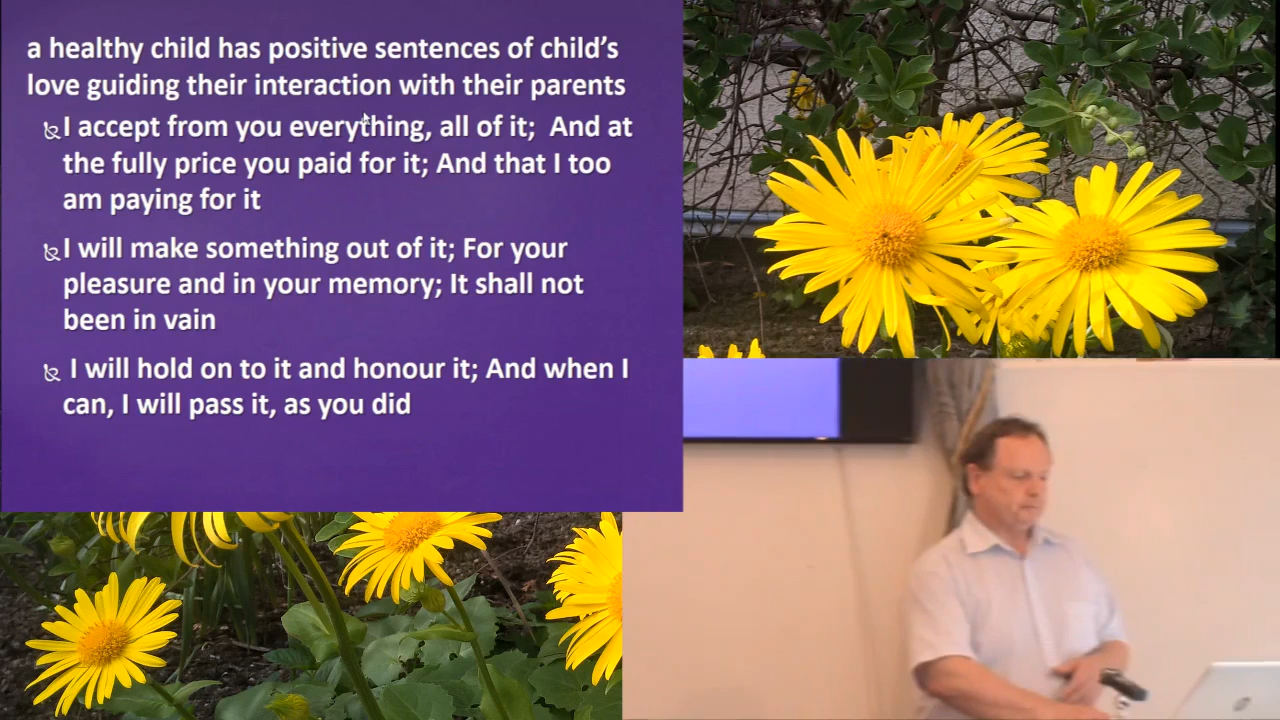 a healthy child has positive sentences of child's
love guiding their interaction with their parents
I accept from you everything, all of it; And at
the fully price you paid for it; And that I too
am paying for it
I will make something out of it; For your
pleasure and in your memory; It shall not
been in vain
I will hold on to it and honour it; And when I
can, I will pass it, as you did